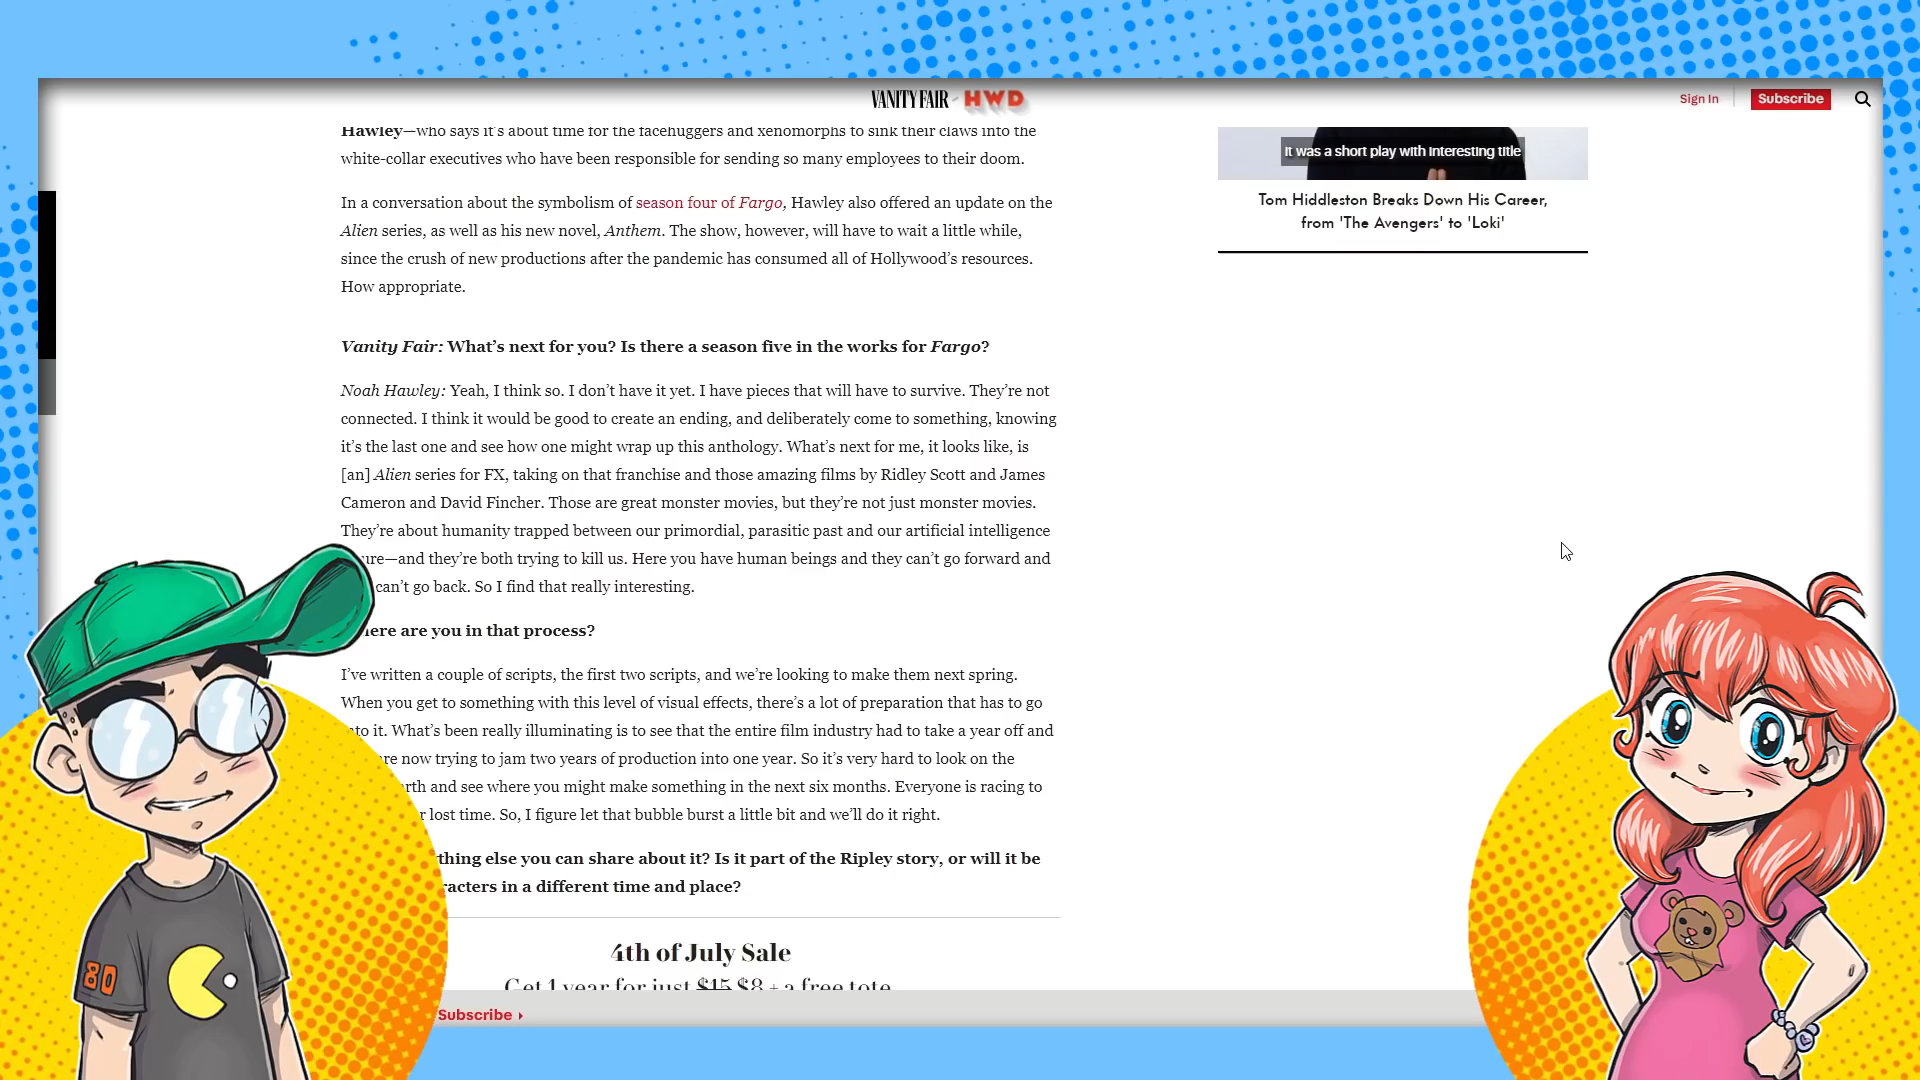 VANITY FAIR - HWD
Sign In
Subscribe
Hawley—who says it's about time for the facehuggers and xenomorphs to sink their claws into the
white-collar executives who have been responsible for sending so many employees to their doom.
In a conversation about the symbolism of season four of Fargo, Hawley also offered an update on the
Alien series, as well as his new novel, Anthem. The show, however, will have to wait a little while,
since the crush of new productions after the pandemic has consumed all of Hollywood's resources.
How appropriate.
Vanity Fair: What's next for you? Is there a season five in the works for Fargo?
Noah Hawley: Yeah, I think so. I don't have it yet. I have pieces that will have to survive. They're not
connected. I think it would be good to create an ending, and deliberately come to something, knowing
it's the last one and see how one might wrap up this anthology. What's next for me, it looks like, is
[an] Alien series for FX, taking on that franchise and those amazing films by Ridley Scott and James
Cameron and David Fincher. Those are great monster movies, but they're not just monster movies.
They're about humanity trapped between our primordial, parasitic past and our artificial intelligence
ure—and they're both trying to kill us. Here you have human beings and they can't go forward and
can't go back. So I find that really interesting.
here are you in that process?
I've written a couple of scripts, the first two scripts, and we're looking to make them next spring.
When you get to something with this level of visual effects, there's a lot of preparation that has to go
to it. What's been really illuminating is to see that the entire film industry had to take a year off and
re now trying to jam two years of production into one year. So it's very hard to look on the
rth and see where you might make something in the next six months. Everyone is racing to
r lost time. So, I figure let that bubble burst a little bit and we'll do it right.
thing else you can share about it? Is it part of the Ripley story, or will it be
racters in a different time and place?
4th of July Sale
Get 1 year for just $15 $8 + a free tote
Subscribe
It was a short play with interesting title
Tom Hiddleston Breaks Down His Career,
from 'The Avengers' to 'Loki'
80